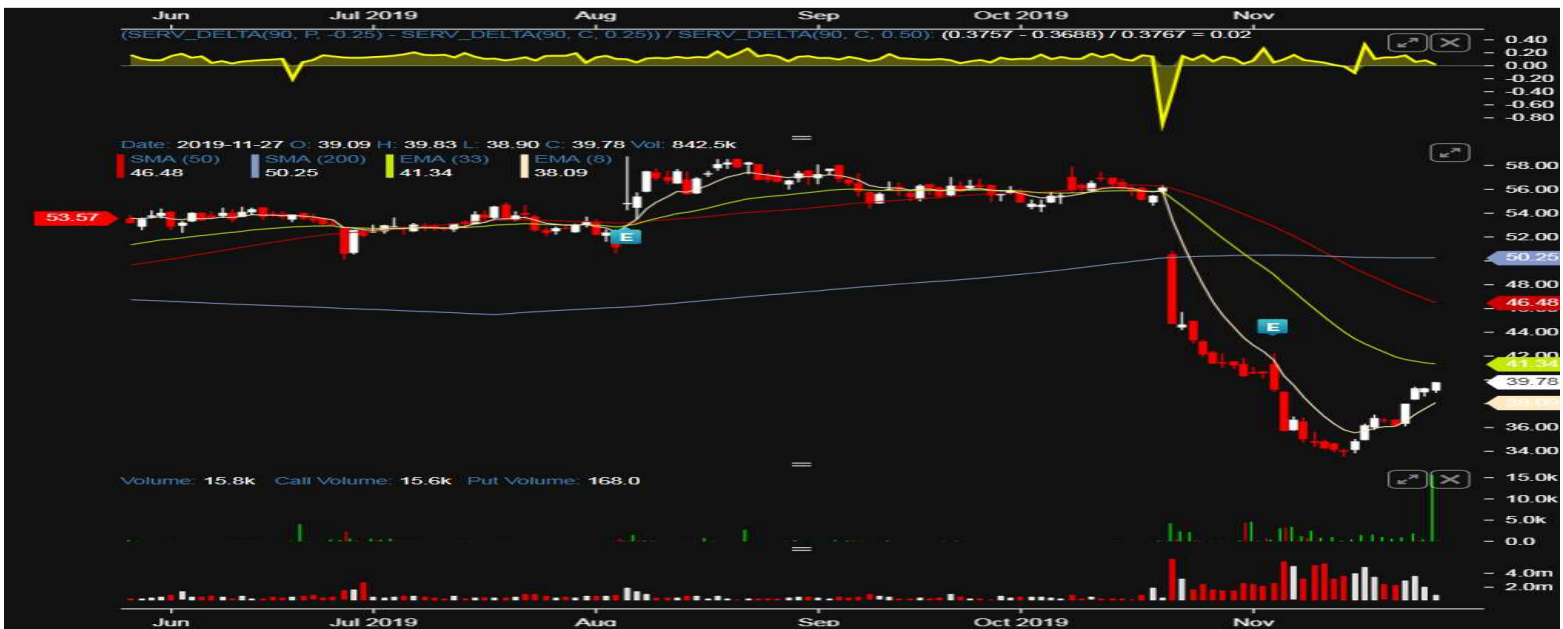 Jun Jul 2019 Aug Sep Oct 2019 Nov
(SERV_DELTA(90, P, -0.25) - SERV_DELTA(90, C, 0.25)) / SERV_DELTA(90, C, 0.50): (0.3757 - 0.3688) / 0.3767 = 0.02
0.40
0.20
0.00
-0.20
-0.40
-0.60
-0.80
Date: 2019-11-27 O: 39.09 H: 39.83 L: 38.90 C: 39.78 Vol: 842.5k
SMA (50) SMA (200) EMA (33) EMA (8)
46.48 50.25 41.34 38.09
58.00
56.00
53.57
54.00
52.00
E
50.25
48.00
46.48
44.00
E
42.00
41.34
39.78
36.00
34.00
Volume: 15.8k Call Volume: 15.6k Put Volume: 168.0
15.0k
10.0k
5.0k
0.0
4.0m
2.0m
Jun Jul 2019 Aug Sep Oct 2019 Nov